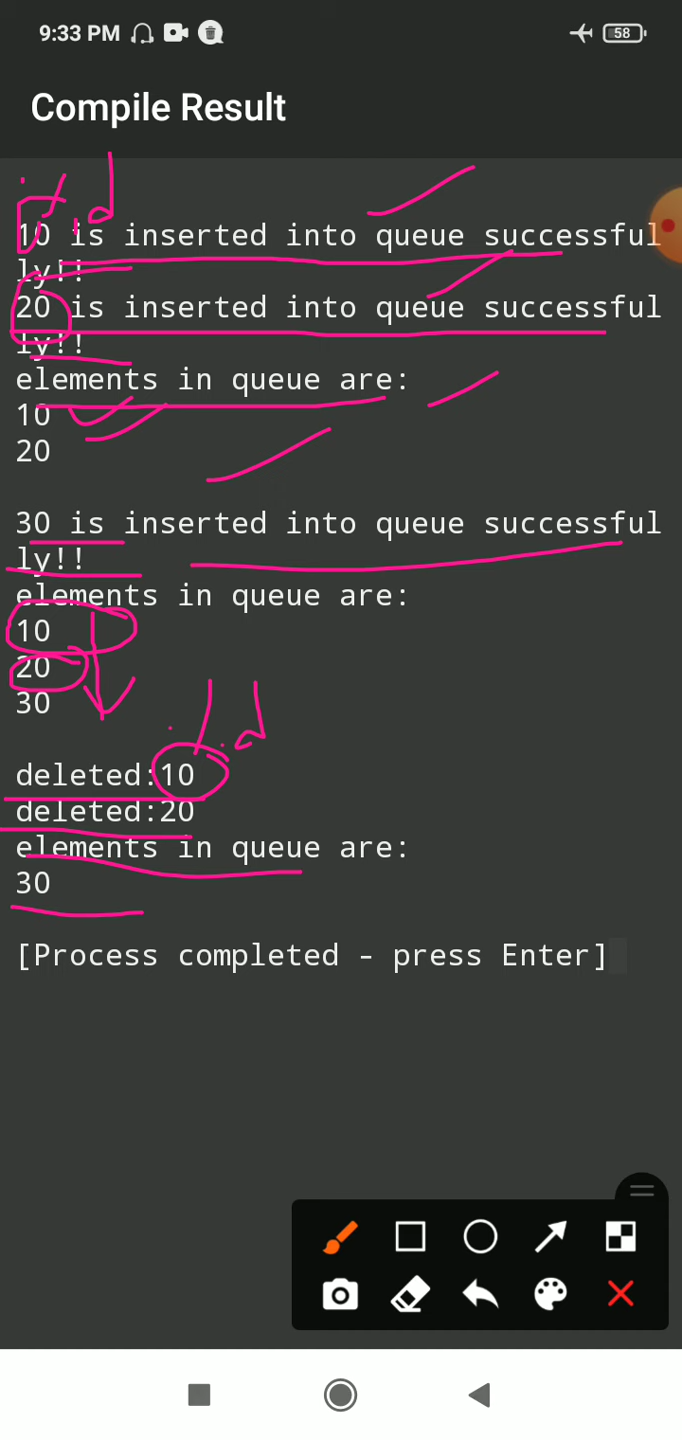 9:33 PM 58
Compile Result
10 is inserted into queue successful
ly!!
20 is inserted into queue successful
ly!!
elements in queue are:
10
20
30 is inserted into queue successful
ly!!
elements in queue are:
10
20
30
deleted:10
deleted:20
elements in queue are:
30
[Process completed - press Enter]